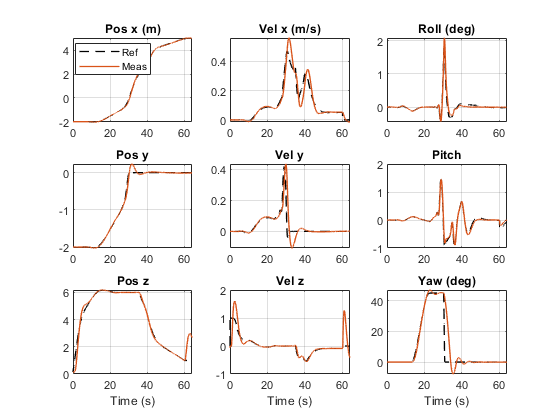 Pos x (m)
Vel x (m/s)
Roll (deg)
Ref
Meas
4
2
0
-2
0 20 40 60
0.4
0.2
0
0 20 40 60
2
1
0
0 20 40 60
Pos y
Vel y
Pitch
0
-1
-2
0 20 40 60
0.4
0.2
0
0 20 40 60
2
1
0
-1
0 20 40 60
Pos z
Vel z
Yaw (deg)
6
4
2
0
0 20 40 60
2
1
0
-1
0 20 40 60
40
20
0
0 20 40 60
Time (s)
Time (s)
Time (s)